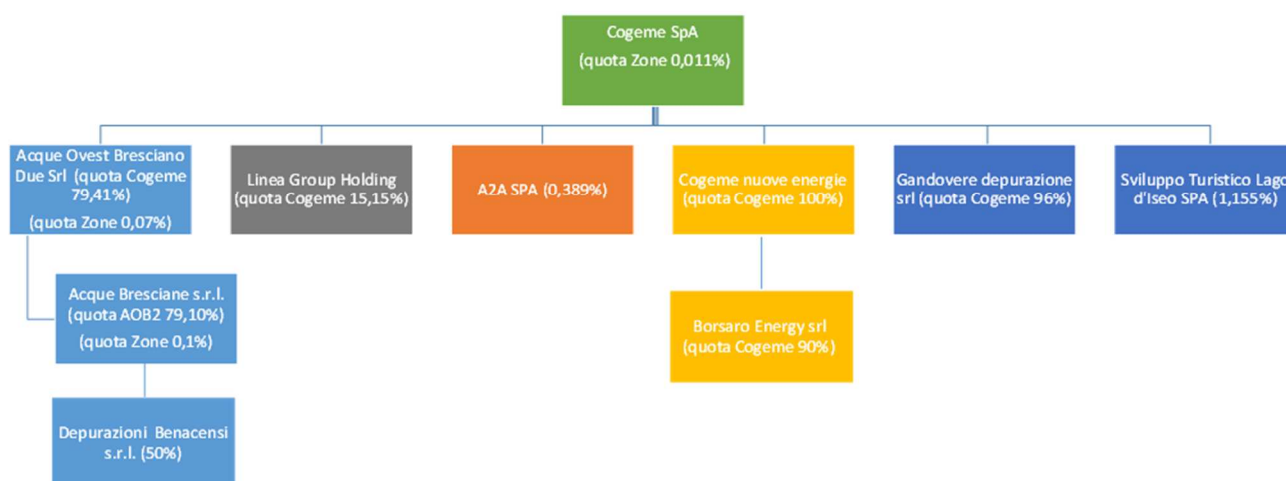 Cogeme SpA
(quota Zone 0,011%)
Acque Ovest Bresciano
Due Srl (quota Cogeme
79,41%)
(quota Zone 0,07%)
Linea Group Holding
(quota Cogeme 15,15%)
A2A SPA (0,389%)
Cogeme nuove energie
(quota Cogeme 100%)
Gandovere depurazione
srl (quota Cogeme 96%)
Sviluppo Turistico Lago
d'Iseo SPA (1,155%)
Acque Bresciane s.r.l.
(quota AOB2 79,10%)
(quota Zone 0,1%)
Borsaro Energy srl
(quota Cogeme 90%)
Depurazioni Benacensi
s.r.l. (50%)